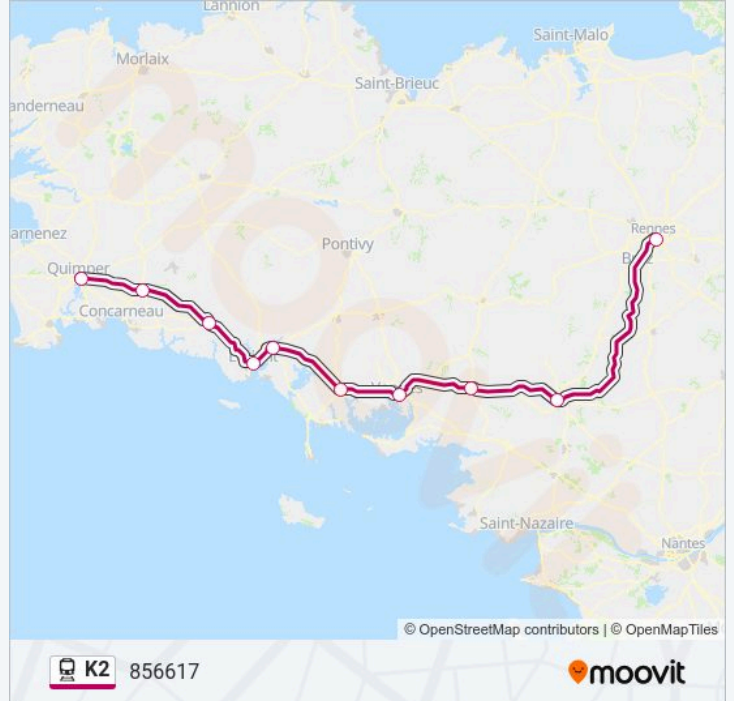 Lannion
Saint-Malo
Morlaix
Saint-Brieuc
anderneau
Rennes
arnenez
Pontivy
Quimper
Concarneau
Saint-Nazaire
Nantes
© OpenStreetMap contributors | © OpenMapTiles
K2 856617
moovit